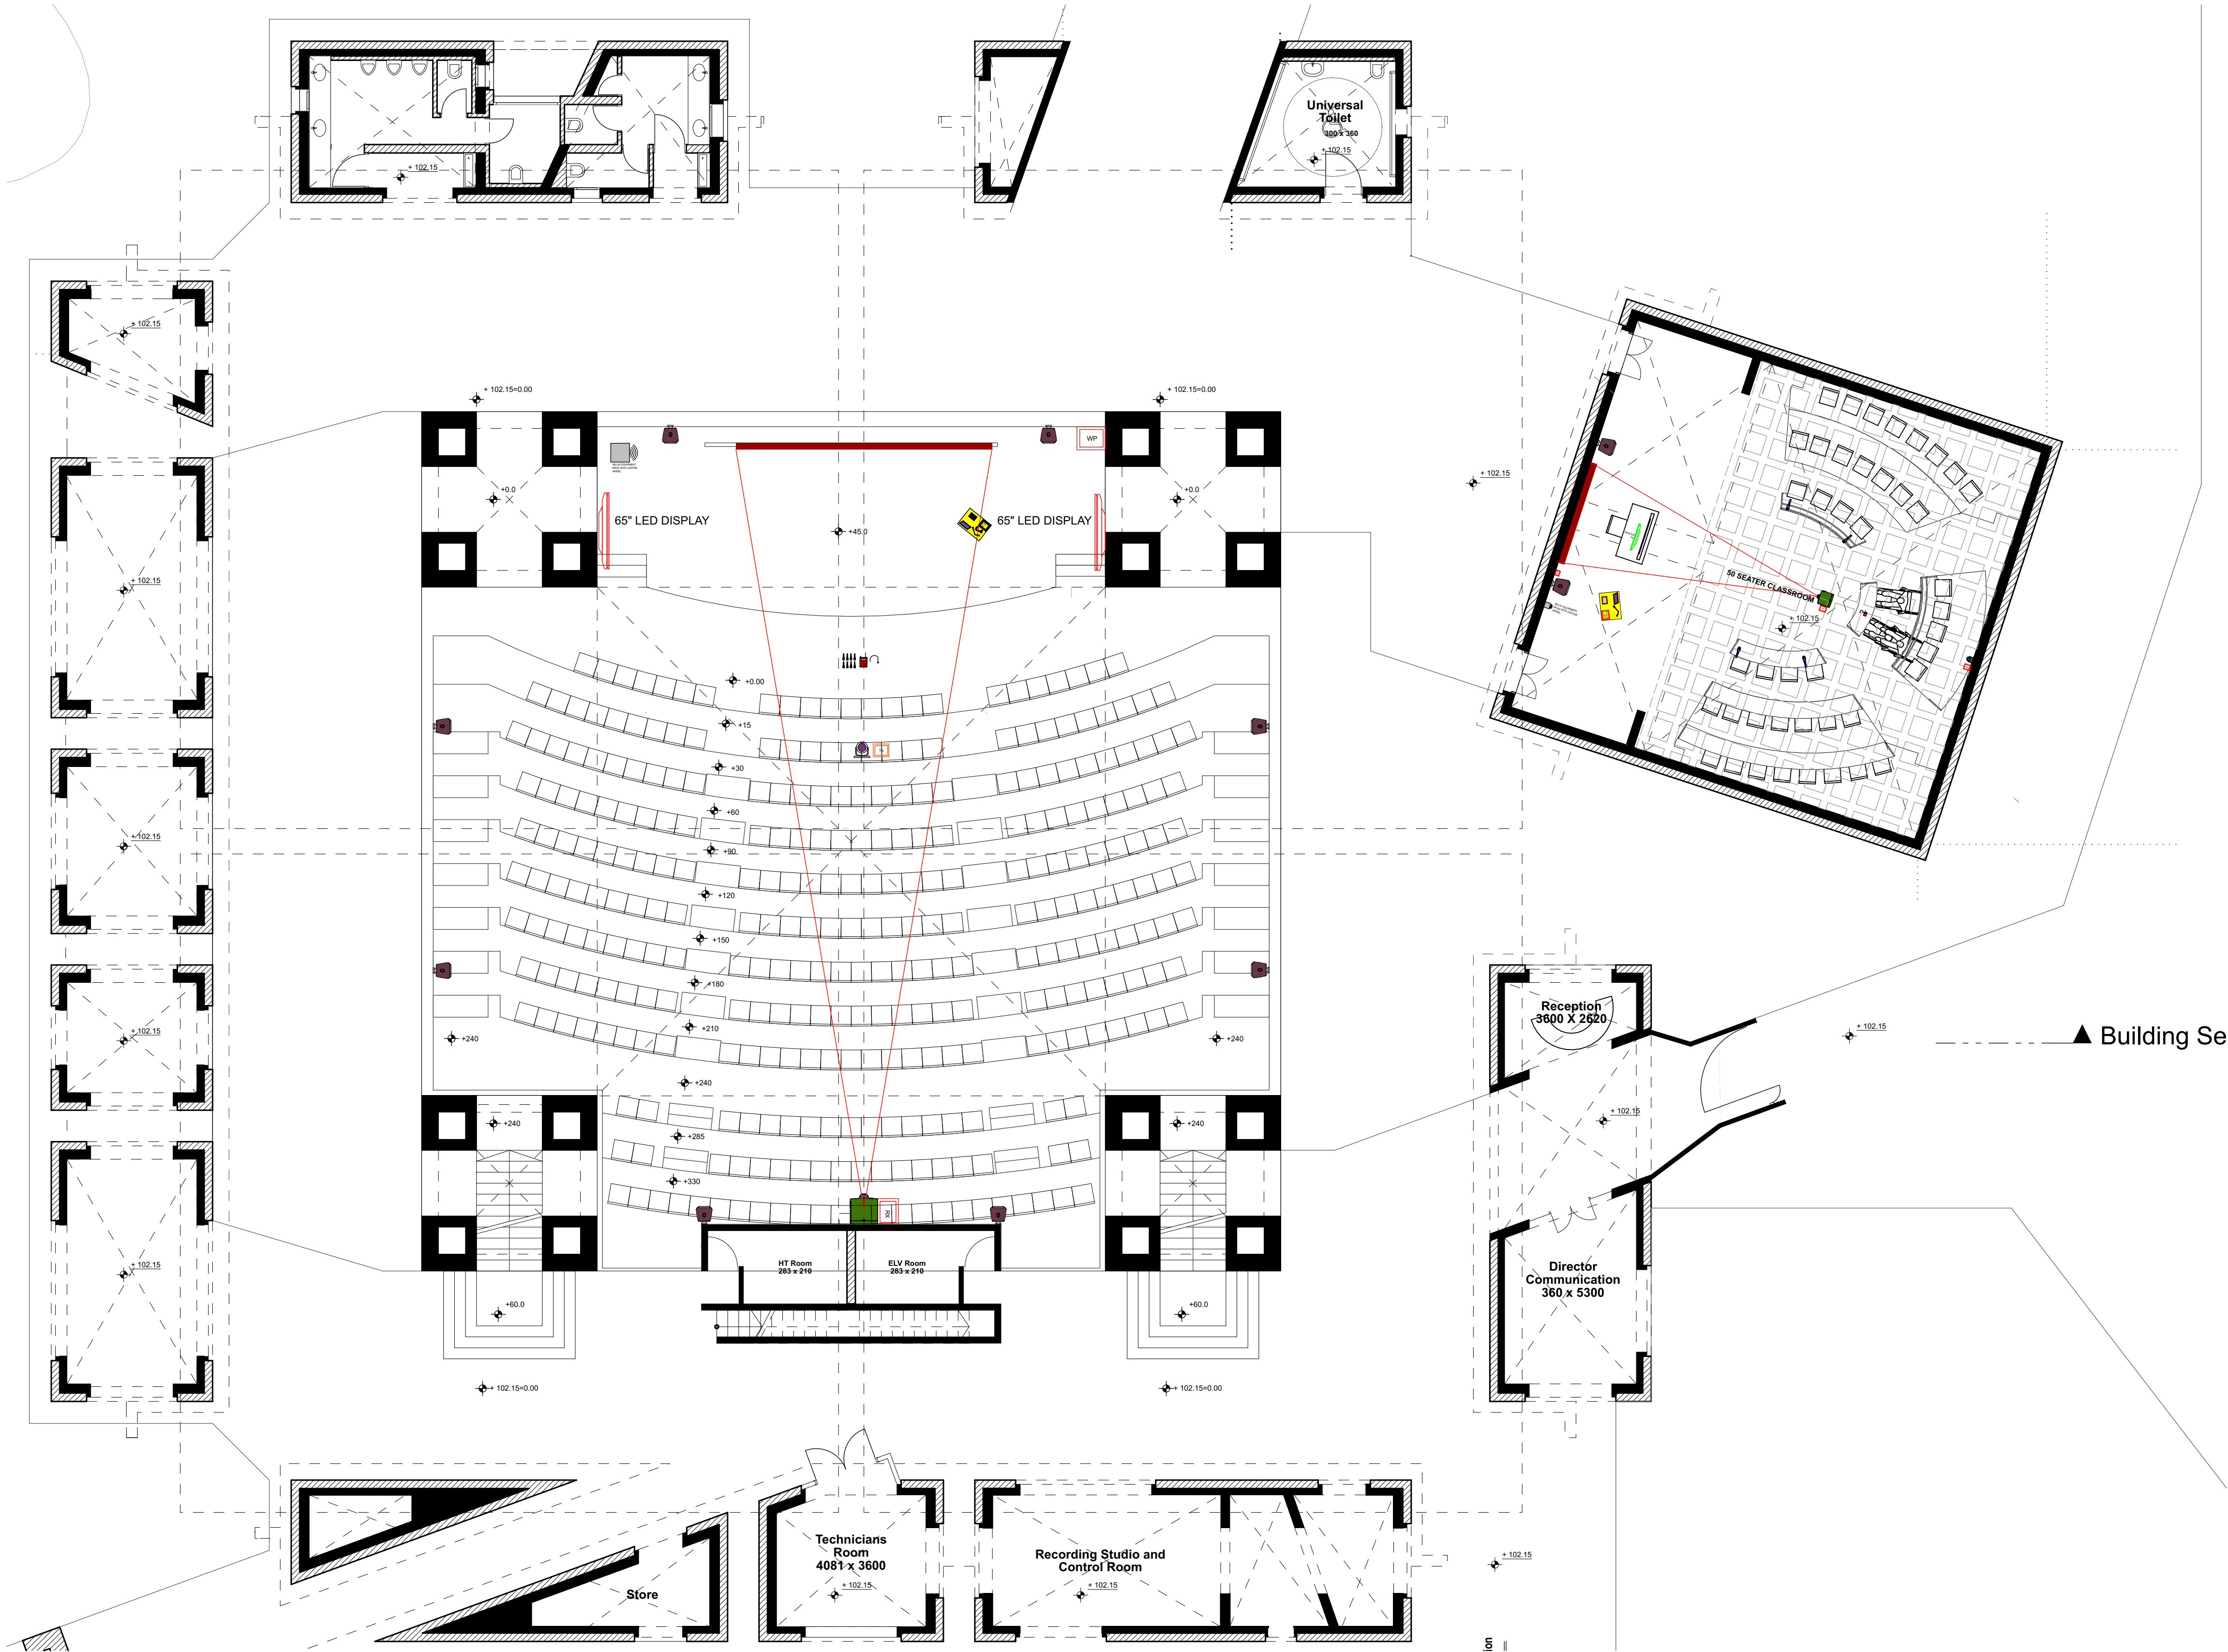 Universal
Toilet
300 x 360
+ 102.15
+ 102.15
+ 102.15
+ 102.15=0.00
+ 102.15=0.00
WP
+0.0
+0.0
+ 102.15
65" LED DISPLAY
65" LED DISPLAY
+45.0
50 SEATER CLASSROOM
+ 102.15
+ 102.15
+0.00
+15
+30
+60
+90
+ 102.15
+120
+150
+180
+210
+240
+240
+ 102.15
Reception
3600 X 2620
+ 102.15
Building Se
+240
+240
+240
+ 102.15
+285
+330
RX
HT Room
283 x 210
ELV Room
283 x 210
+ 102.15
Director
Communication
360 x 5300
+60.0
+60.0
+ 102.15=0.00
+ 102.15=0.00
Technicians
Room
4081 x 3600
+ 102.15
Recording Studio and
Control Room
+ 102.15
+ 102.15
Store